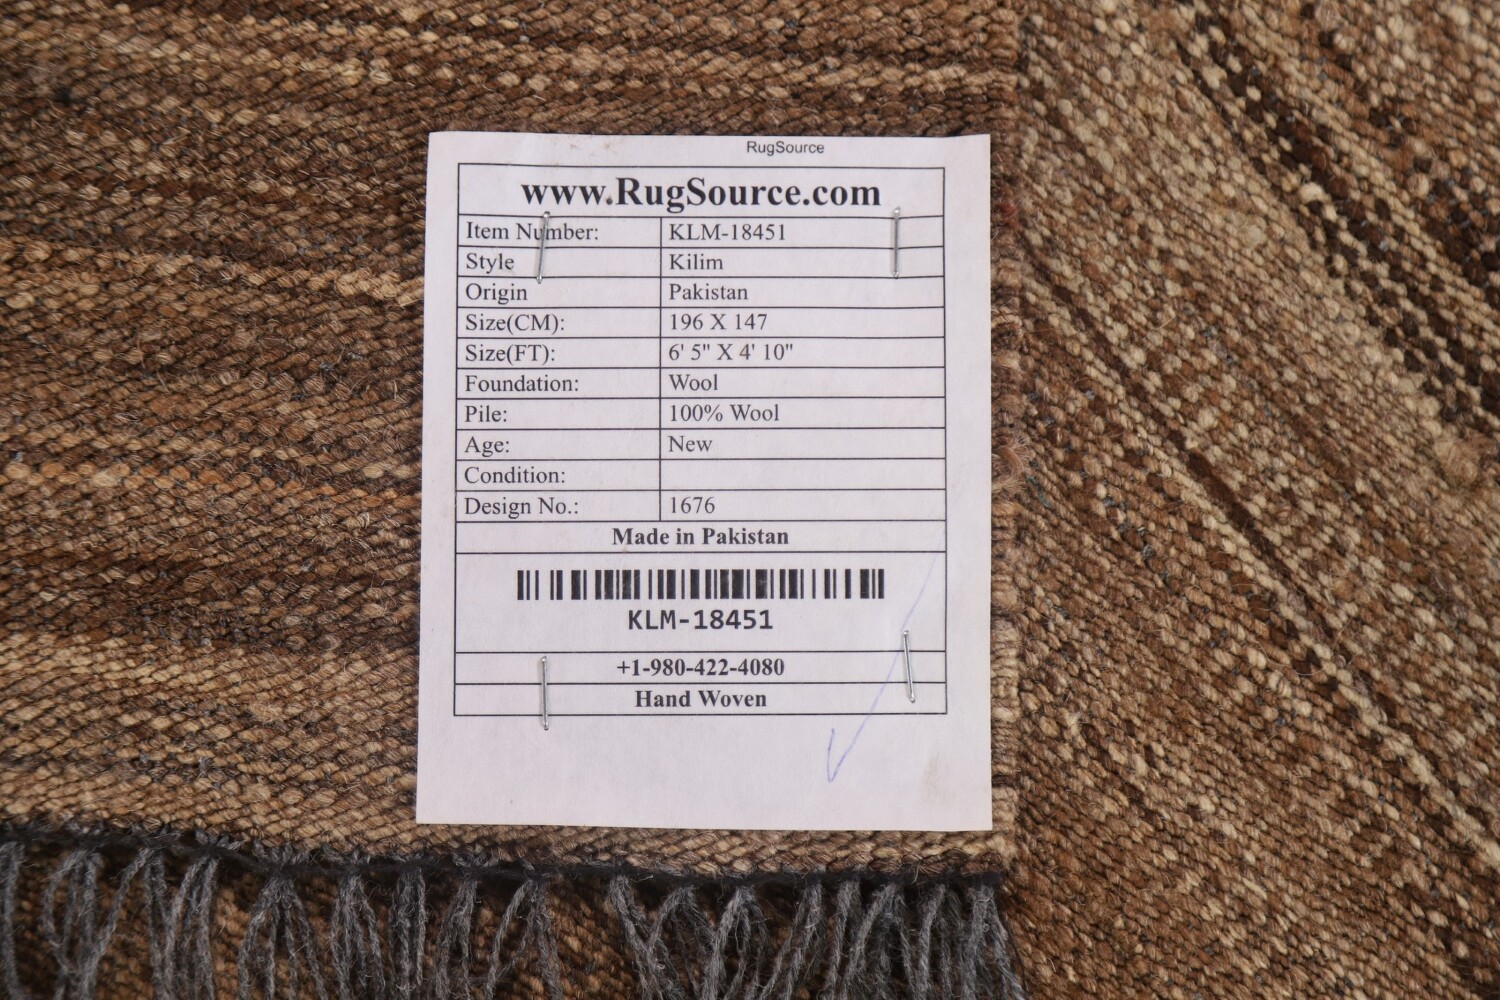 RugSource
www.RugSource.com
Item Number: KLM-18451
Style Kilim
Origin Pakistan
Size(CM): 196 X 147
Size(FT): 6' 5" X 4' 10"
Foundation: Wool
Pile: 100% Wool
Age: New
Condition:
Design No.: 1676
Made in Pakistan
KLM-18451
+1-980-422-4080
Hand Woven